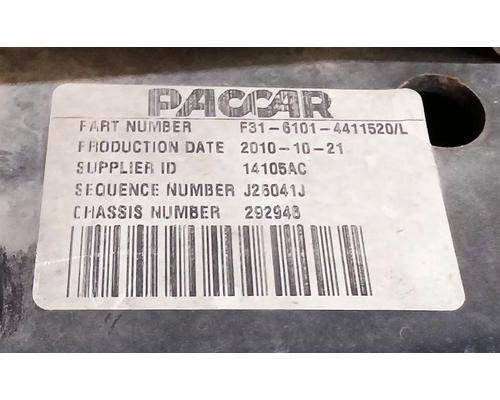 PACCAR
PART NUMBER F31-6101-4411520/L
PRODUCTION DATE 2010-10-21
SUPPLIER ID 14105AC
SEQUENCE NUMBER J26041J
CHASSIS NUMBER 292948